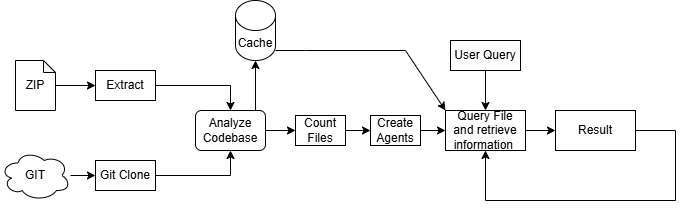 Cache
User Query
ZIP
Extract
Analyze
Codebase
Count
Files
Create
Agents
Query File
and retrieve
information
Result
GIT
Git Clone